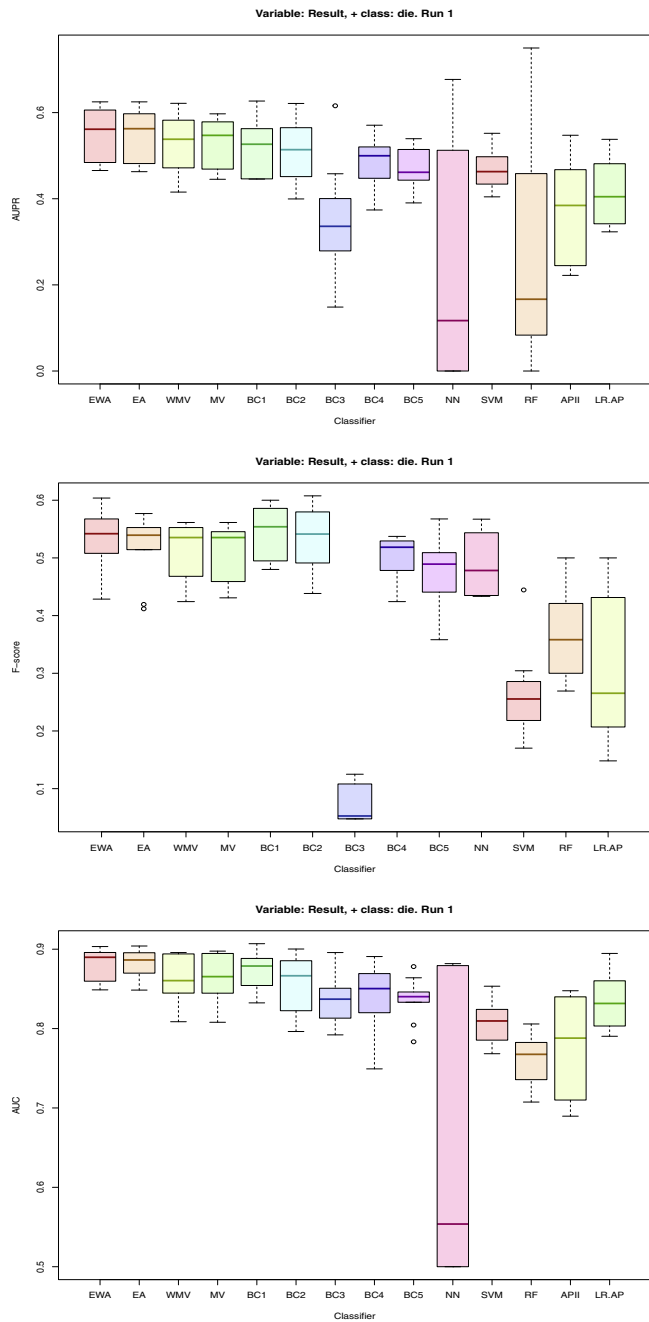 Variable: Result, + class: die. Run 1
AUPR
0.6
0.4
0.2
0.0
EWA EA WMV MV BC1 BC2 BC3 BC4 BC5 NN SVM RF APII LR.AP
Classifier
Variable: Result, + class: die. Run 1
F-score
0.6
0.5
0.4
0.3
0.2
0.1
EWA EA WMV MV BC1 BC2 BC3 BC4 BC5 NN SVM RF LR.AP
Classifier
Variable: Result, + class: die. Run 1
AUC
0.9
0.8
0.7
0.6
0.5
EWA EA WMV MV BC1 BC2 BC3 BC4 BC5 NN SVM RF APII LR.AP
Classifier